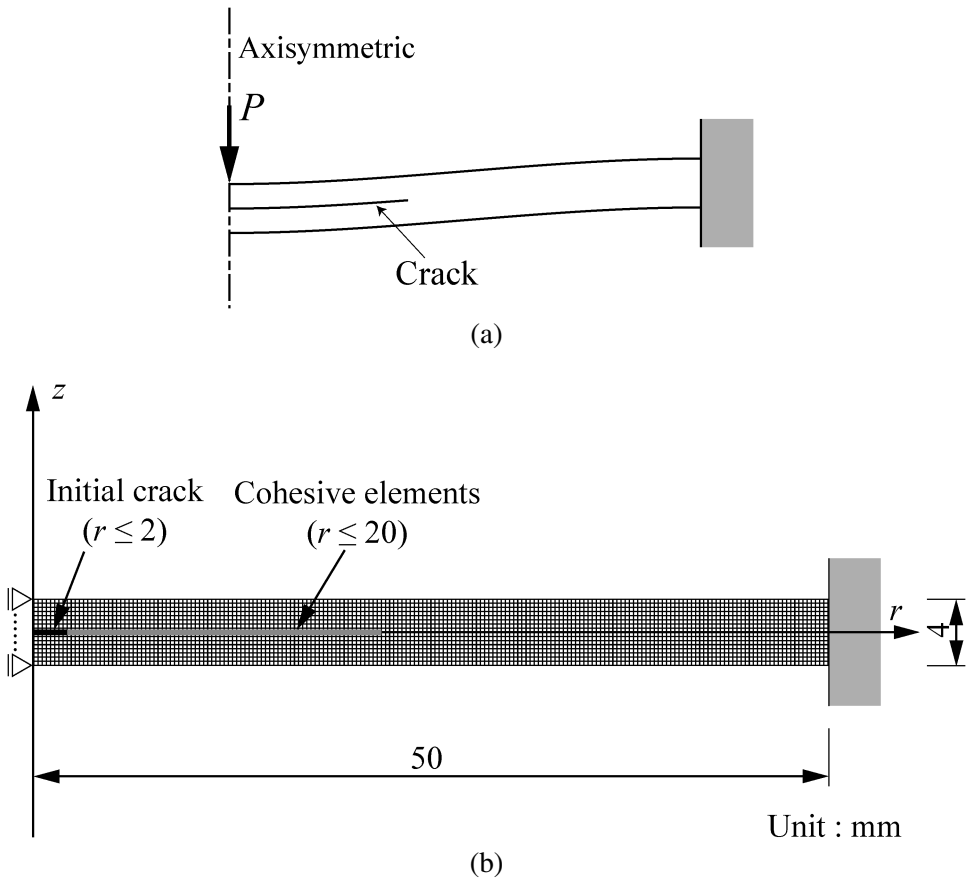 Axisymmetric
P
Crack
(a)
z
Initial crack
(r ≤ 2)
Cohesive elements
(r ≤ 20)
r
4
50
Unit : mm
(b)